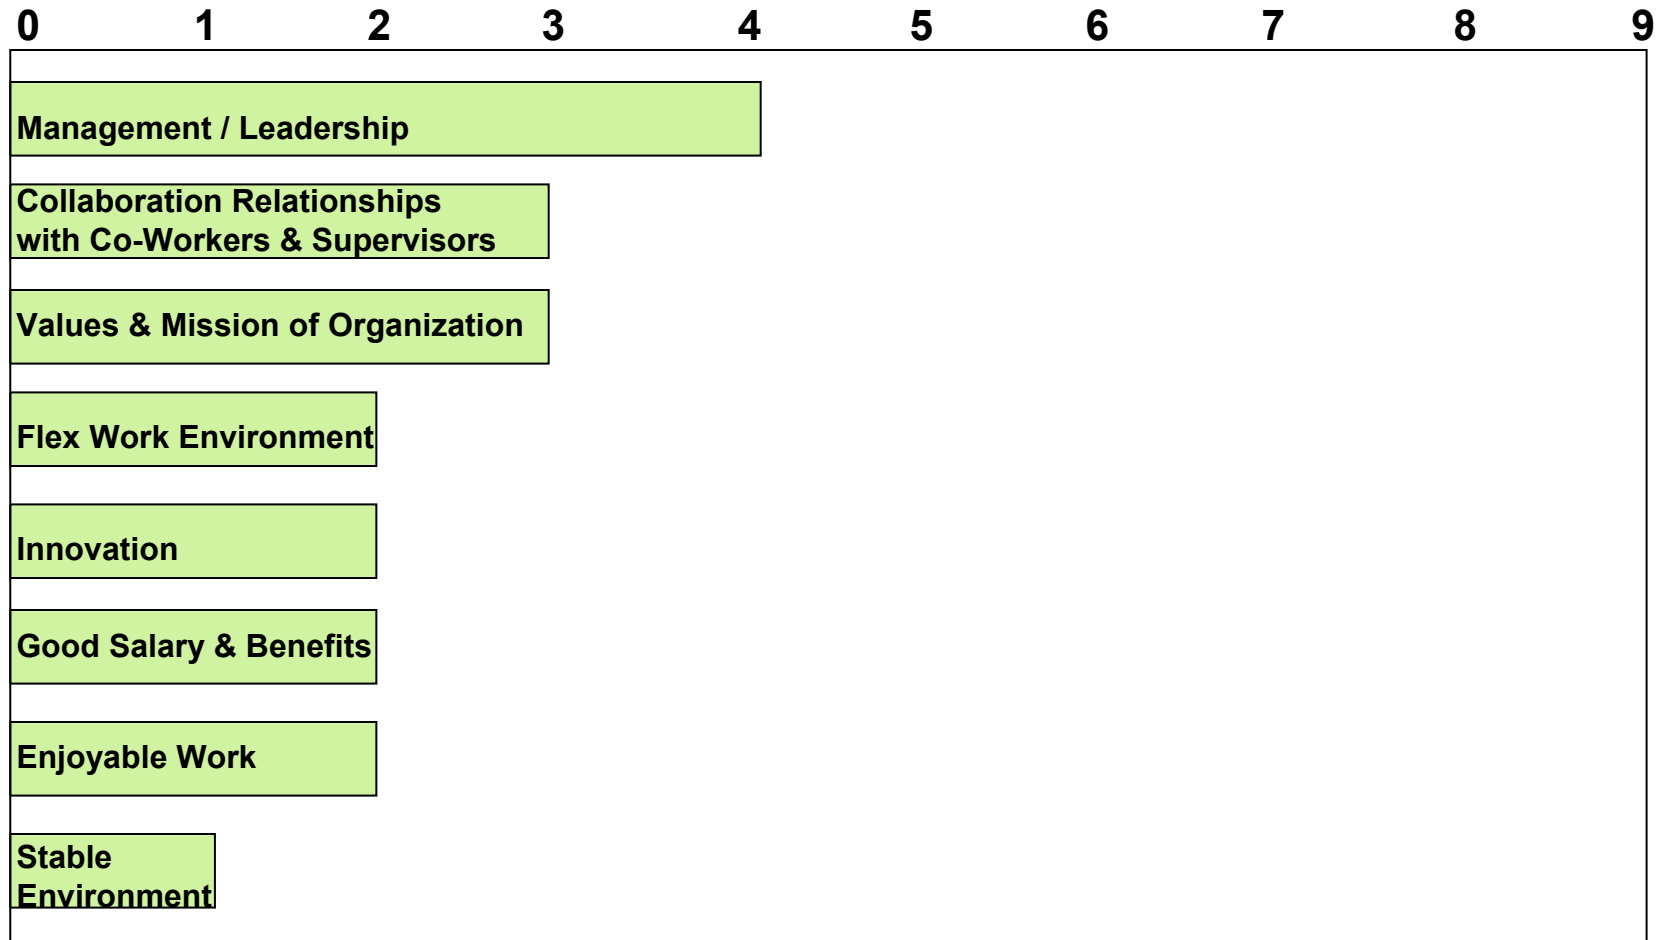 0 1 2 3 4 5 6 7 8 9
Management / Leadership
Collaboration Relationships
with Co-Workers & Supervisors
Values & Mission of Organization
Flex Work Environment
Innovation
Good Salary & Benefits
Enjoyable Work
Stable
Environment